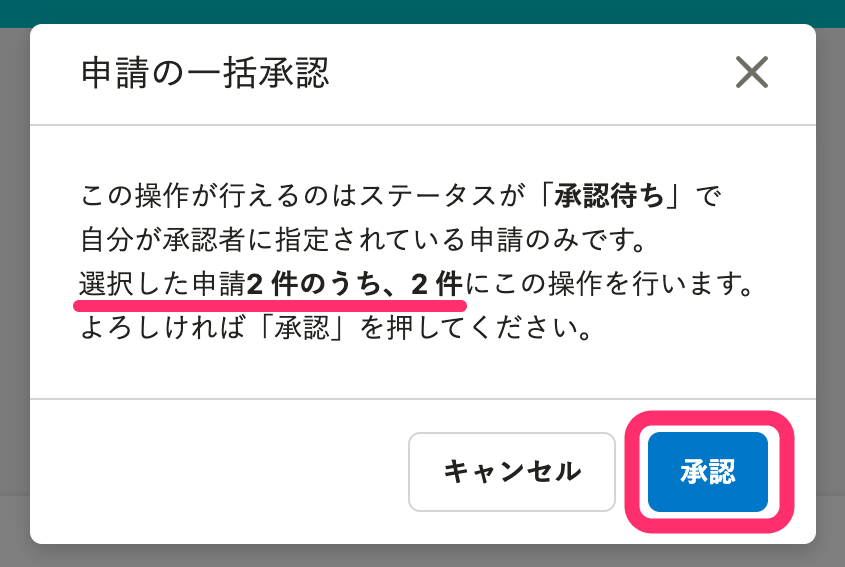 申請の一括承認
この操作が行えるのはステータスが「承認待ち」で
自分が承認者に指定されている申請のみです。
選択した申請2 件のうち、2 件にこの操作を行います。
よろしければ「承認」を押してください。
キャンセル
承認